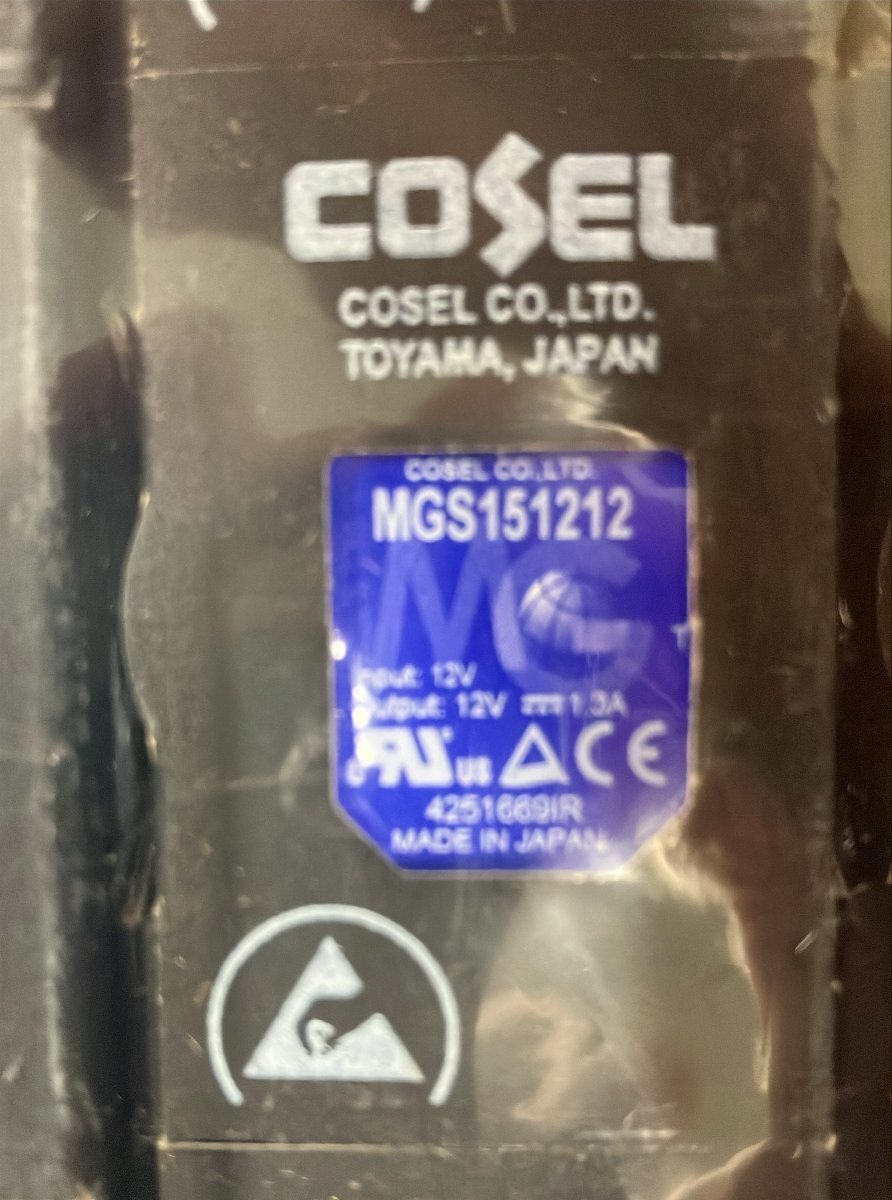 COSEL
COSEL CO.,LTD.
TOYAMA, JAPAN
COSEL CO.,LTD.
MGS151212
MG
Input: 12V
Output: 12V ⎓ 1.3A
c UR US △ CE
4251669IR
MADE IN JAPAN